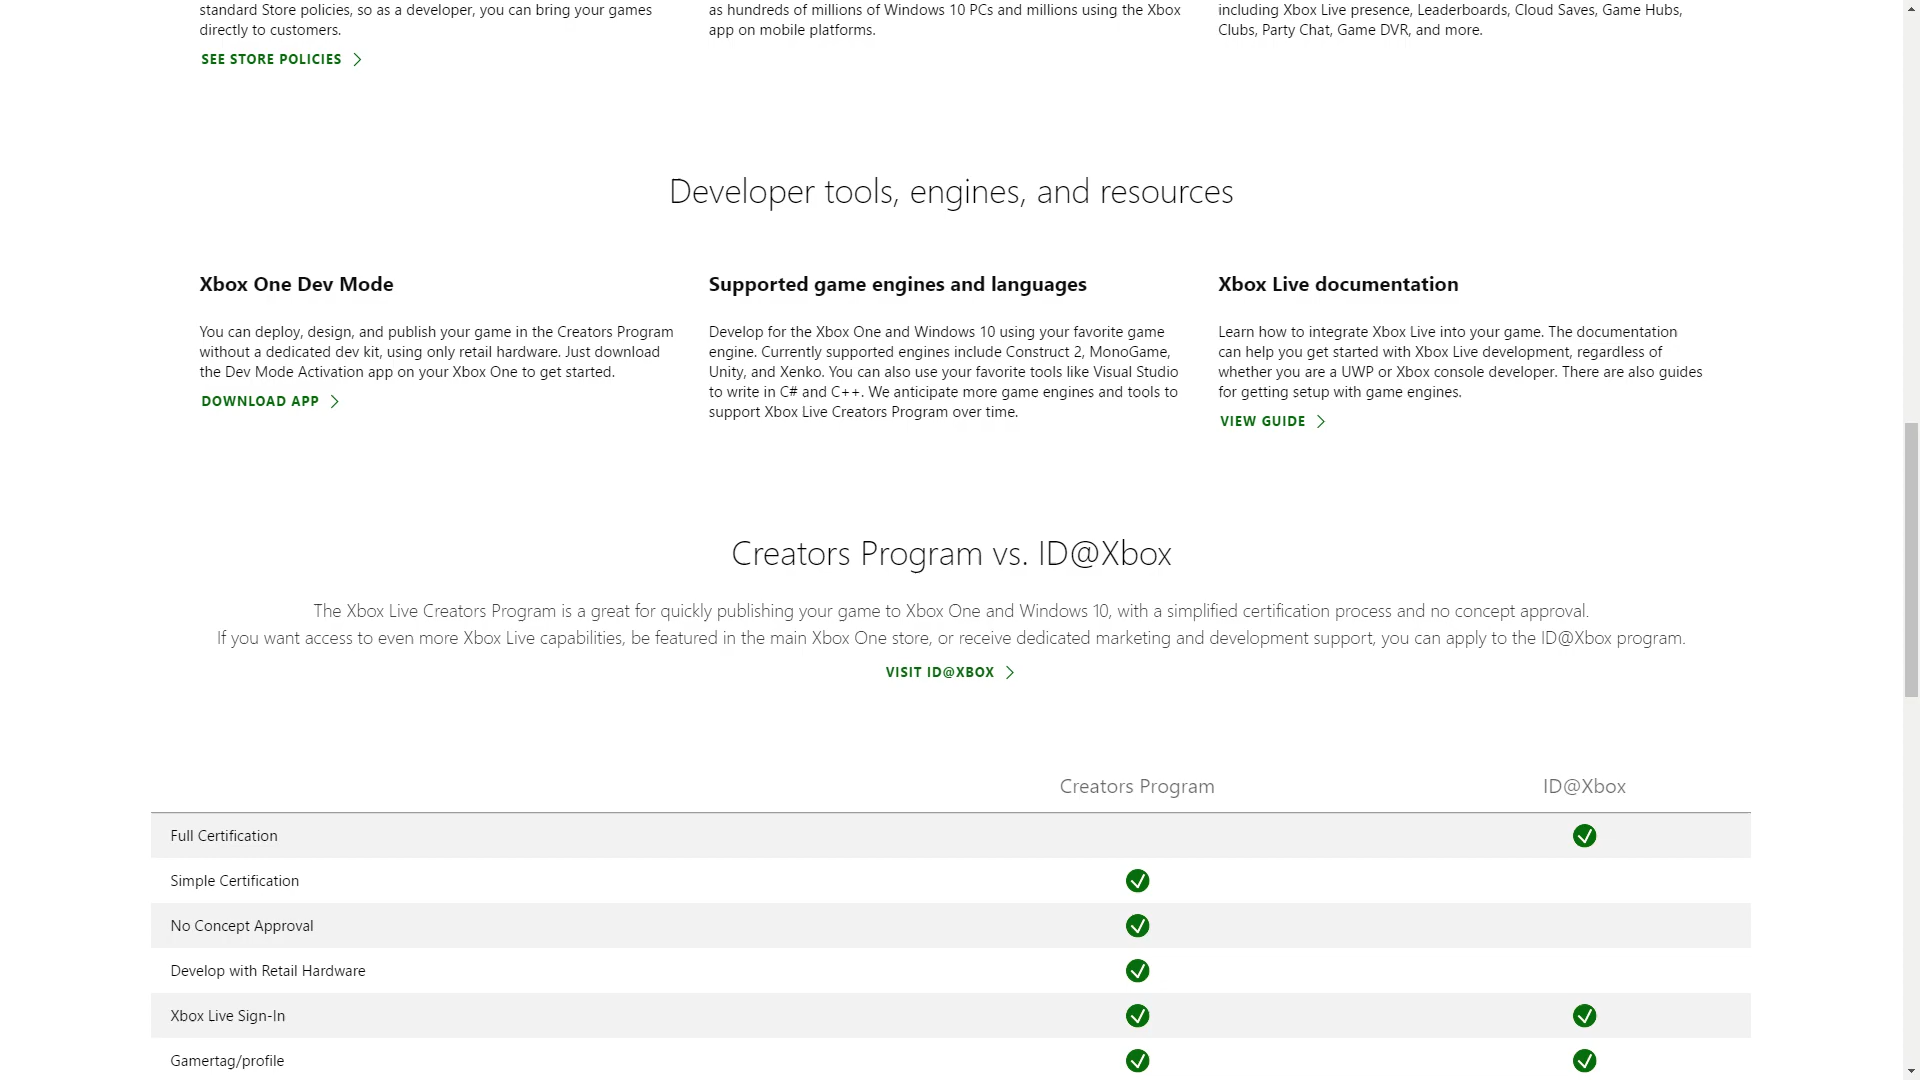 standard Store policies, so as a developer, you can bring your games
directly to customers.
SEE STORE POLICIES
as hundreds of millions of Windows 10 PCs and millions using the Xbox
app on mobile platforms.
including Xbox Live presence, Leaderboards, Cloud Saves, Game Hubs,
Clubs, Party Chat, Game DVR, and more.
Developer tools, engines, and resources
Xbox One Dev Mode
You can deploy, design, and publish your game in the Creators Program
without a dedicated dev kit, using only retail hardware. Just download
the Dev Mode Activation app on your Xbox One to get started.
DOWNLOAD APP
Supported game engines and languages
Develop for the Xbox One and Windows 10 using your favorite game
engine. Currently supported engines include Construct 2, MonoGame,
Unity, and Xenko. You can also use your favorite tools like Visual Studio
to write in C# and C++. We anticipate more game engines and tools to
support Xbox Live Creators Program over time.
Xbox Live documentation
Learn how to integrate Xbox Live into your game. The documentation
can help you get started with Xbox Live development, regardless of
whether you are a UWP or Xbox console developer. There are also guides
for getting setup with game engines.
VIEW GUIDE
Creators Program vs. ID@Xbox
The Xbox Live Creators Program is a great for quickly publishing your game to Xbox One and Windows 10, with a simplified certification process and no concept approval.
If you want access to even more Xbox Live capabilities, be featured in the main Xbox One store, or receive dedicated marketing and development support, you can apply to the ID@Xbox program.
VISIT ID@XBOX
Creators Program ID@Xbox
Full Certification
Simple Certification
No Concept Approval
Develop with Retail Hardware
Xbox Live Sign-In
Gamertag/profile